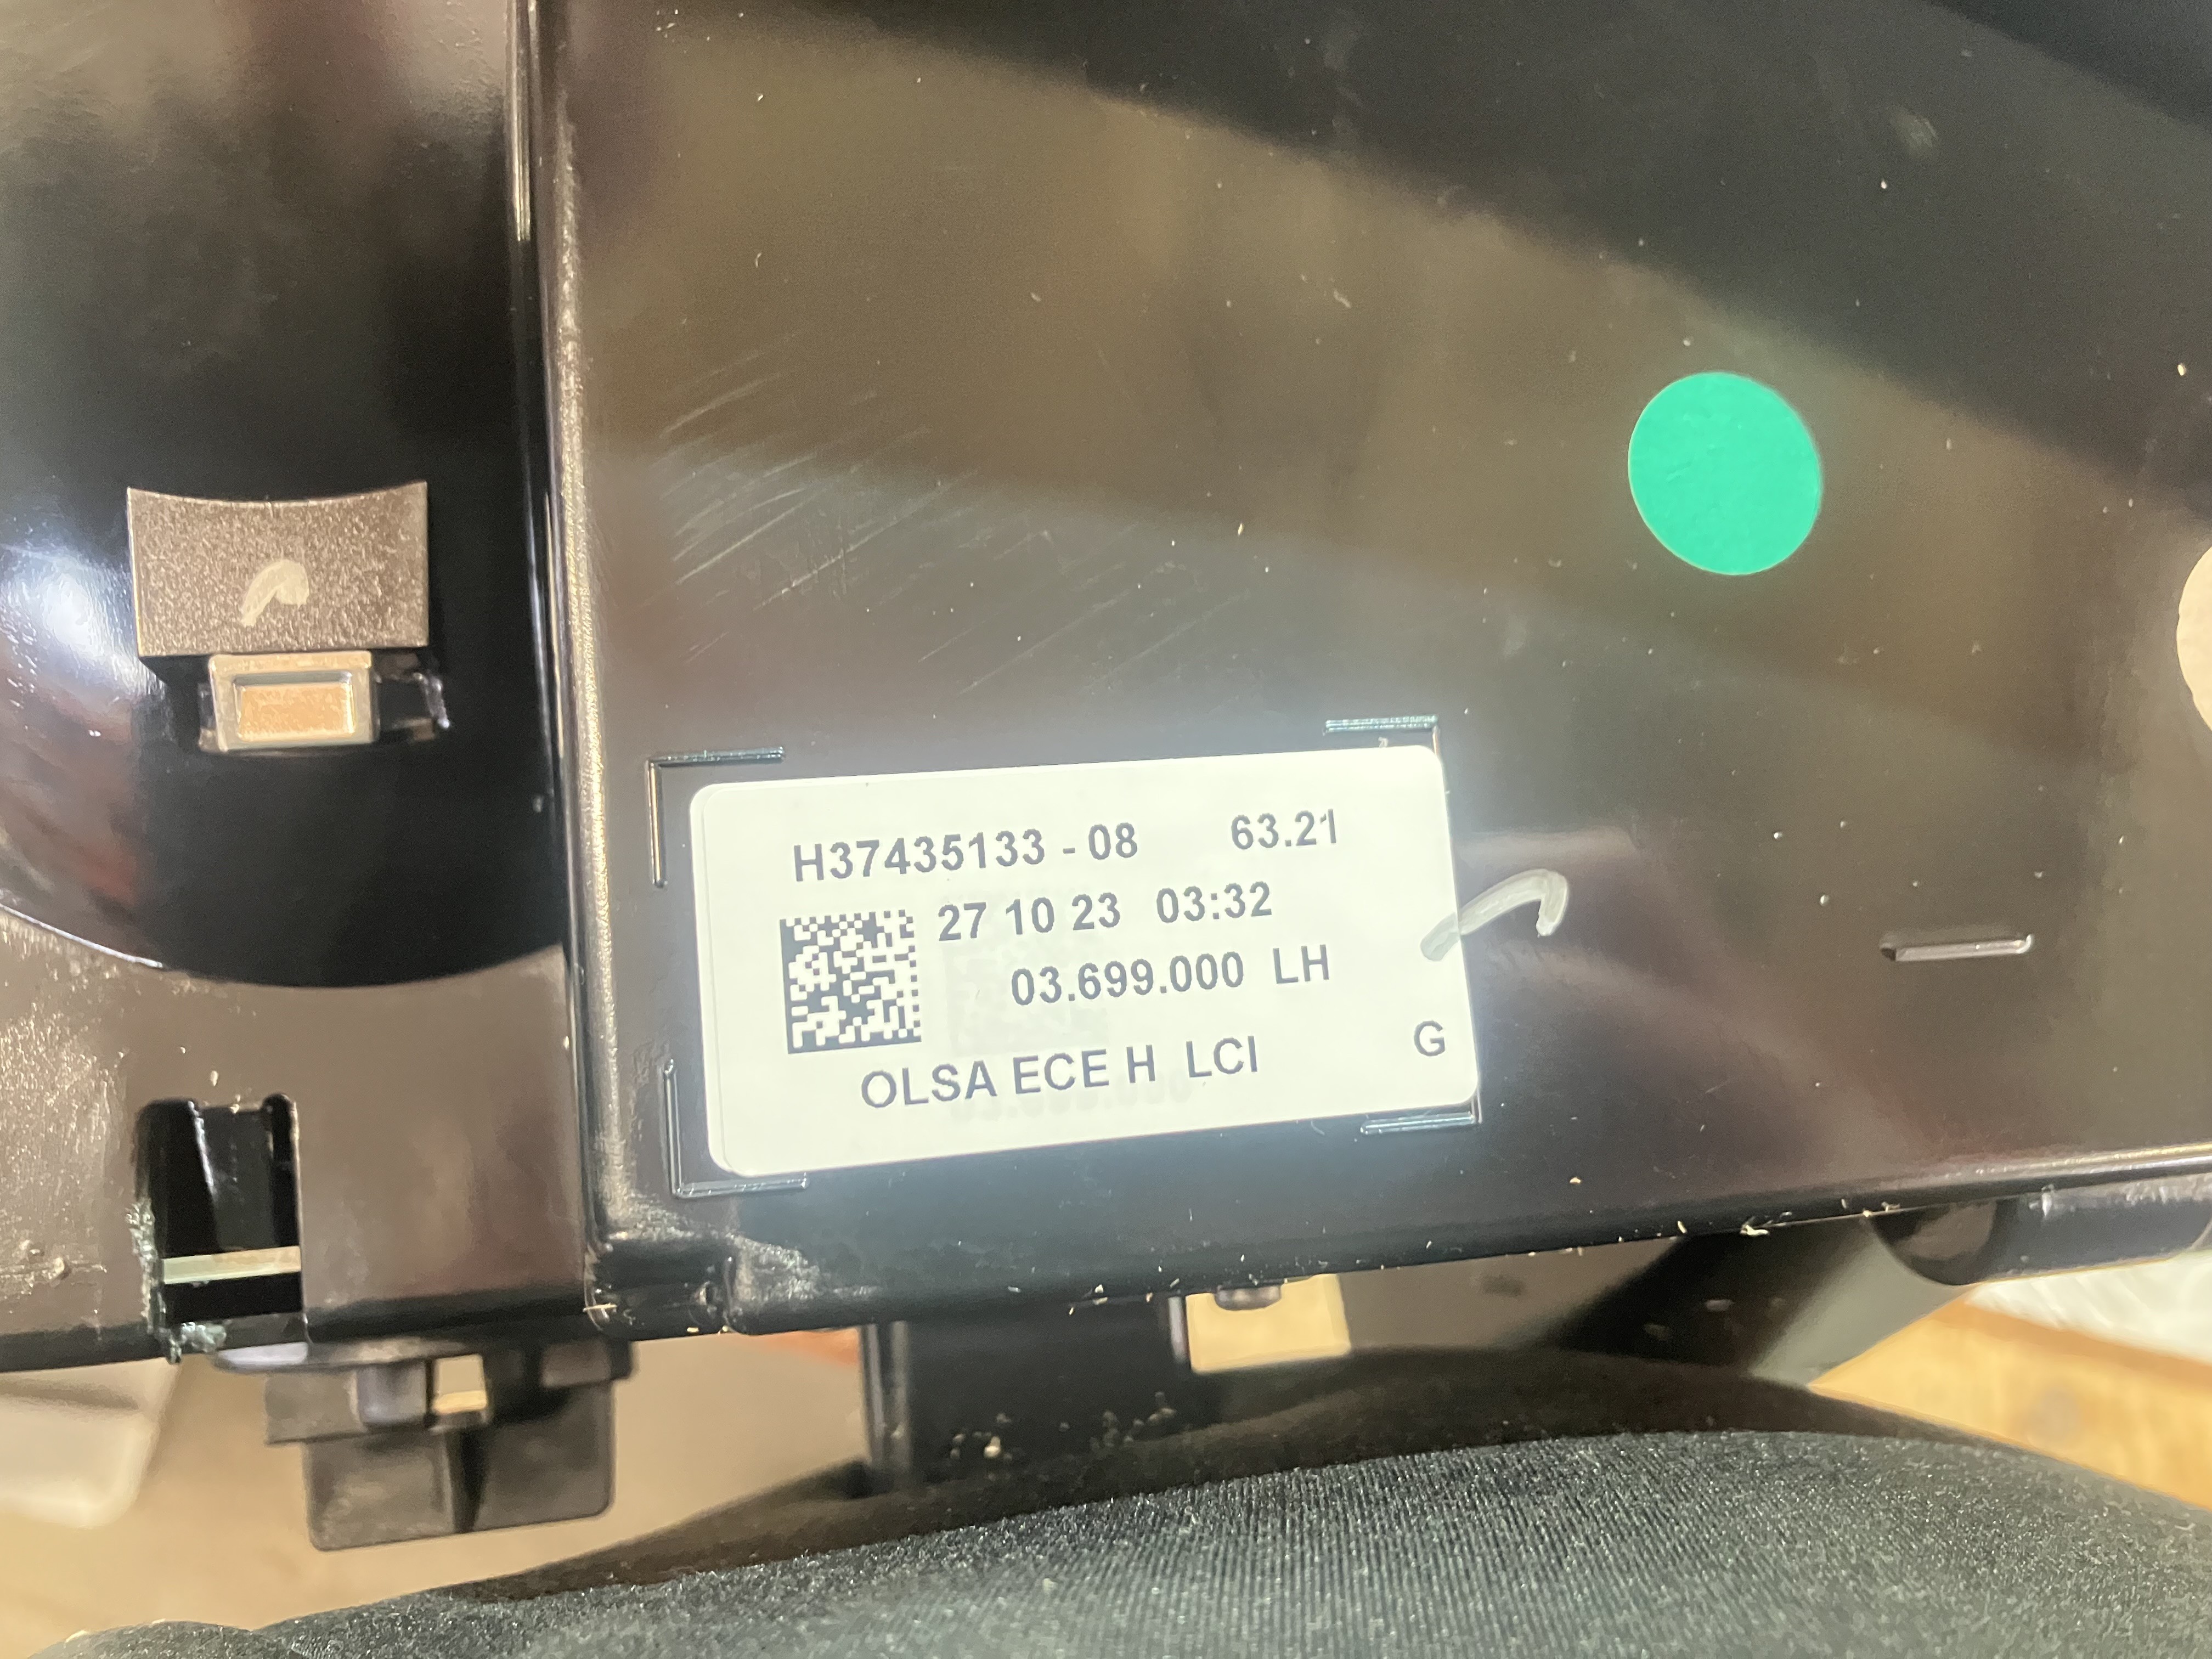 H37435133 - 08 63.21
27 10 23 03:32
03.699.000 LH
OLSA ECE H LCI G